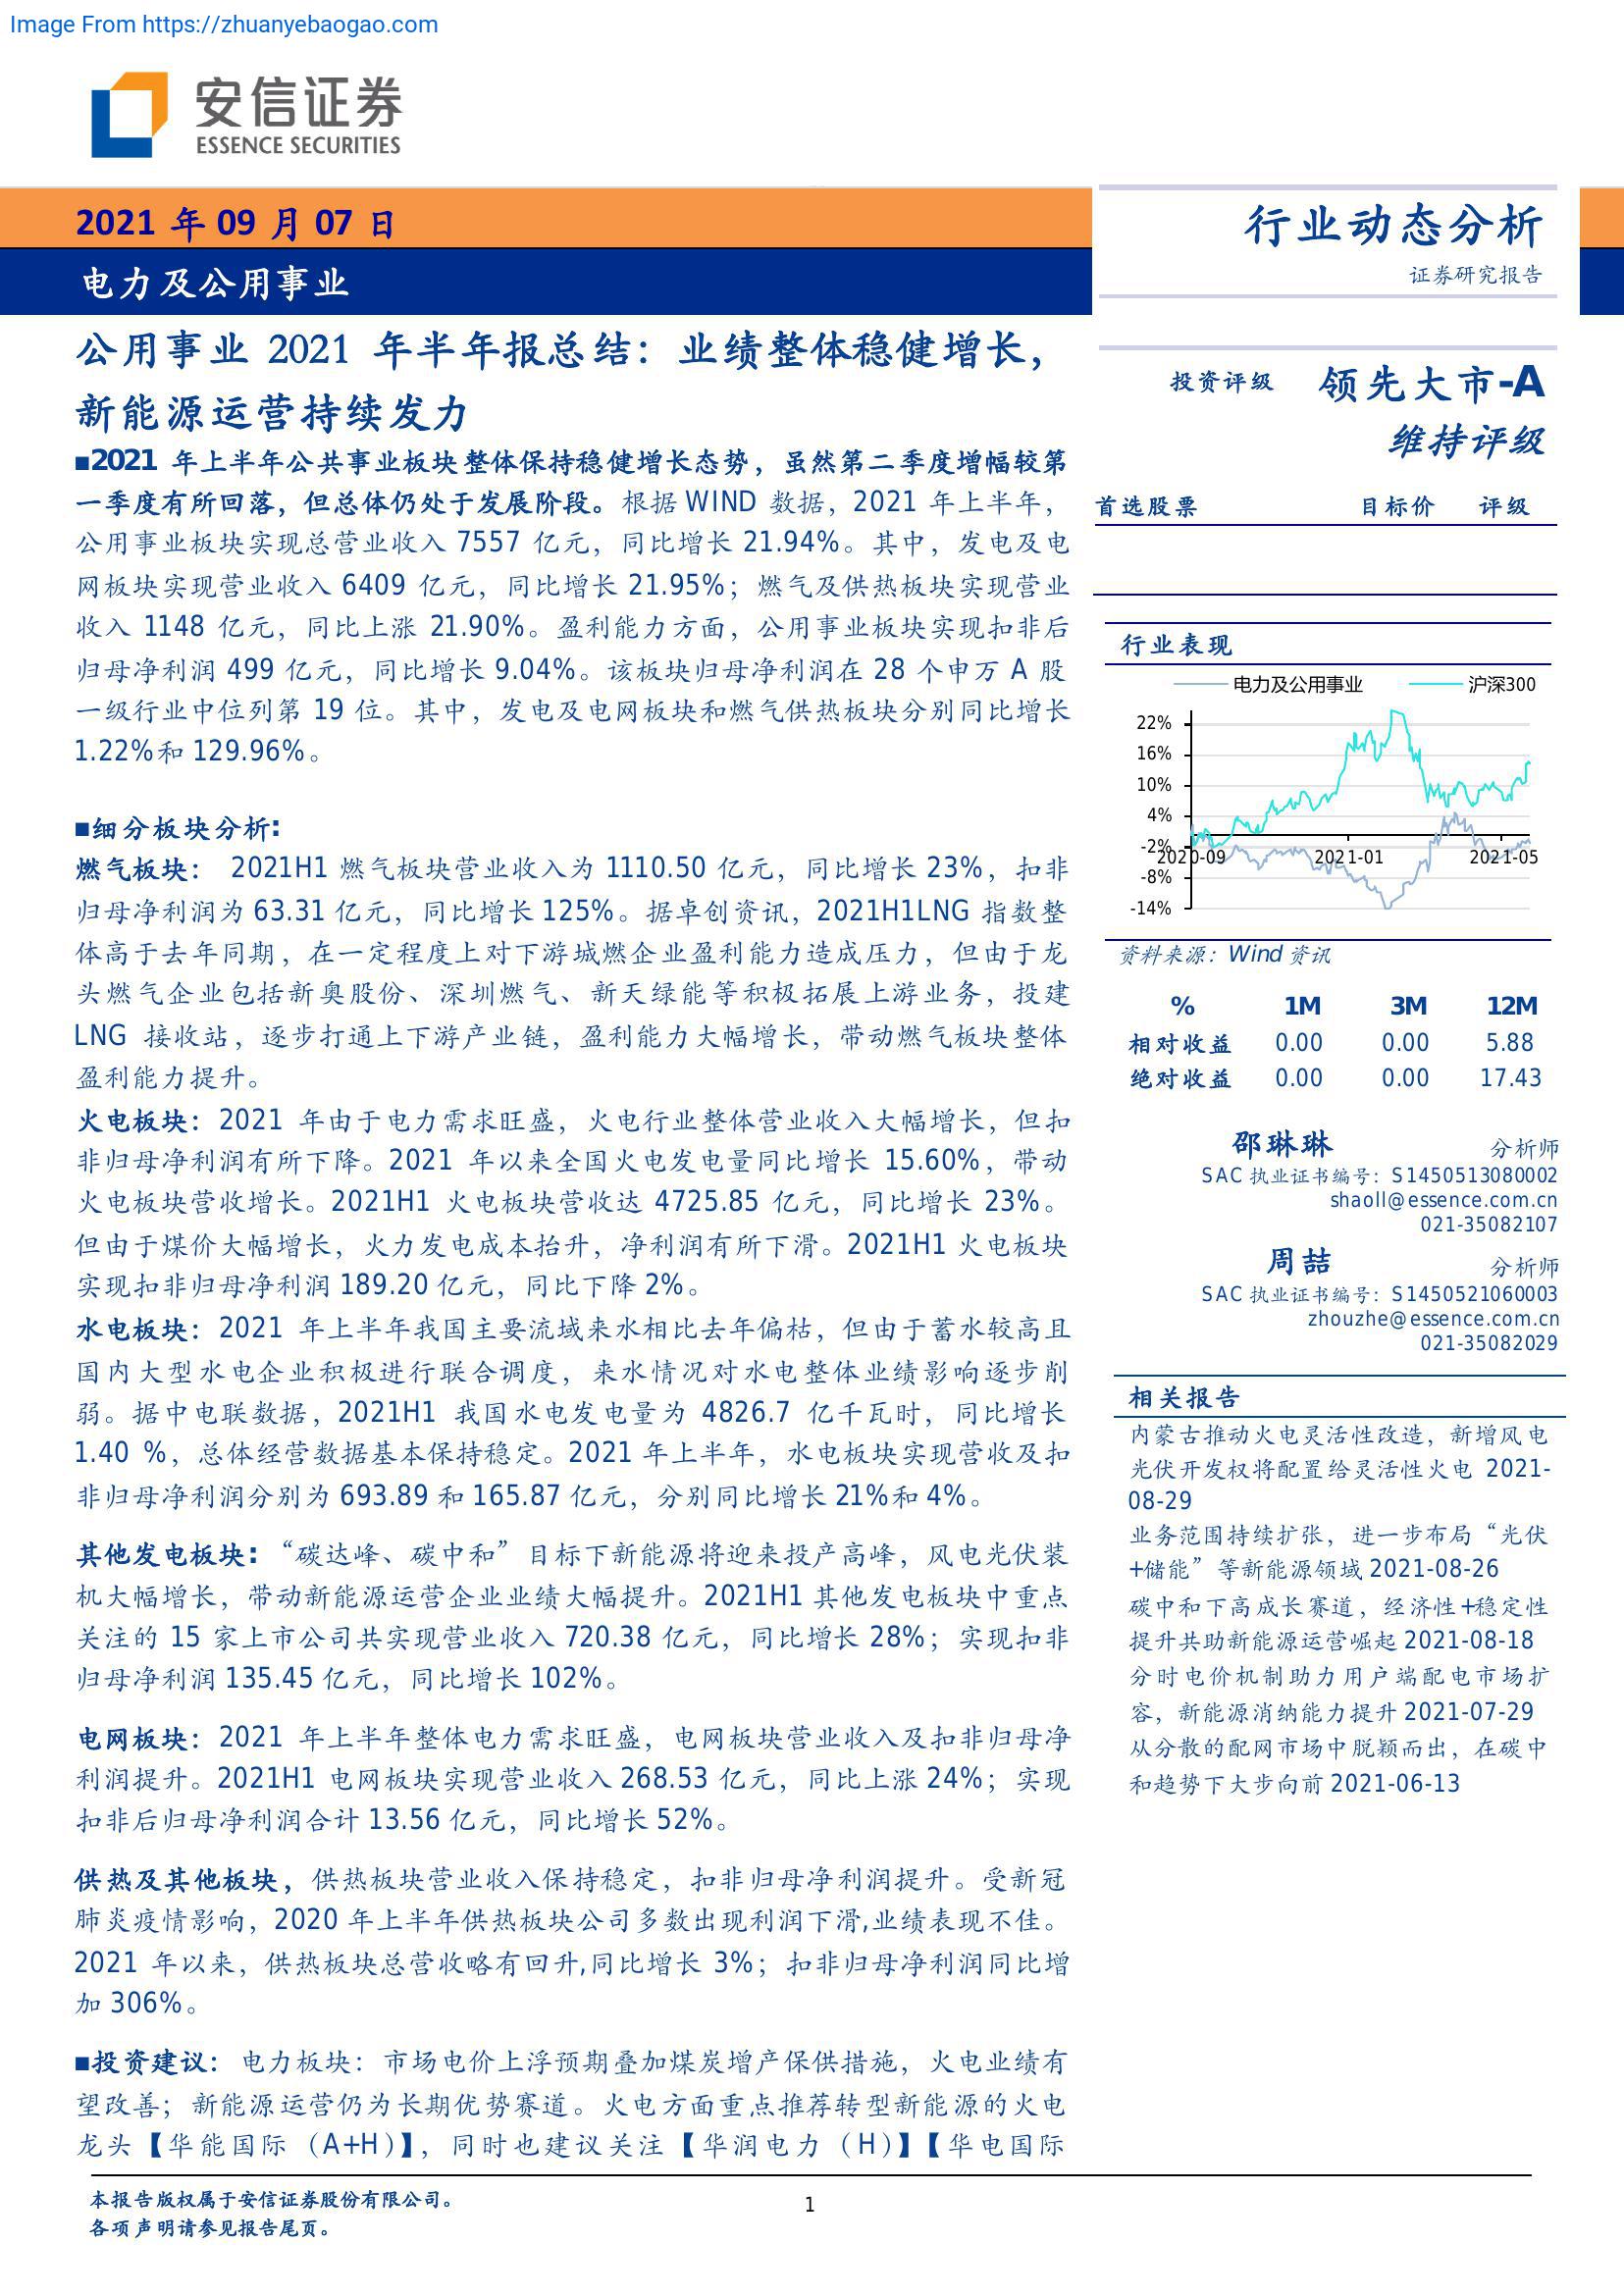 Image From https://zhuanyebaogao.com
安信证券
ESSENCE SECURITIES
2021 年 09 月 07 日
电力及公用事业
公用事业 2021 年半年报总结：业绩整体稳健增长，
新能源运营持续发力
■2021 年上半年公共事业板块整体保持稳健增长态势，虽然第二季度增幅较第
一季度有所回落，但总体仍处于发展阶段。根据 WIND 数据，2021 年上半年，
公用事业板块实现总营业收入 7557 亿元，同比增长 21.94%。其中，发电及电
网板块实现营业收入 6409 亿元，同比增长 21.95%；燃气及供热板块实现营业
收入 1148 亿元，同比上涨 21.90%。盈利能力方面，公用事业板块实现扣非后
归母净利润 499 亿元，同比增长 9.04%。该板块归母净利润在 28 个申万 A 股
一级行业中位列第 19 位。其中，发电及电网板块和燃气供热板块分别同比增长
1.22%和 129.96%。
■细分板块分析:
燃气板块： 2021H1 燃气板块营业收入为 1110.50 亿元，同比增长 23%，扣非
归母净利润为 63.31 亿元，同比增长 125%。据卓创资讯，2021H1LNG 指数整
体高于去年同期，在一定程度上对下游城燃企业盈利能力造成压力，但由于龙
头燃气企业包括新奥股份、深圳燃气、新天绿能等积极拓展上游业务，投建
LNG 接收站，逐步打通上下游产业链，盈利能力大幅增长，带动燃气板块整体
盈利能力提升。
火电板块：2021 年由于电力需求旺盛，火电行业整体营业收入大幅增长，但扣
非归母净利润有所下降。2021 年以来全国火电发电量同比增长 15.60%，带动
火电板块营收增长。2021H1 火电板块营收达 4725.85 亿元，同比增长 23%。
但由于煤价大幅增长，火力发电成本抬升，净利润有所下滑。2021H1 火电板块
实现扣非归母净利润 189.20 亿元，同比下降 2%。
水电板块：2021 年上半年我国主要流域来水相比去年偏枯，但由于蓄水较高且
国内大型水电企业积极进行联合调度，来水情况对水电整体业绩影响逐步削
弱。据中电联数据，2021H1 我国水电发电量为 4826.7 亿千瓦时，同比增长
1.40 %，总体经营数据基本保持稳定。2021 年上半年，水电板块实现营收及扣
非归母净利润分别为 693.89 和 165.87 亿元，分别同比增长 21%和 4%。
其他发电板块:“碳达峰、碳中和”目标下新能源将迎来投产高峰，风电光伏装
机大幅增长，带动新能源运营企业业绩大幅提升。2021H1 其他发电板块中重点
关注的 15 家上市公司共实现营业收入 720.38 亿元，同比增长 28%；实现扣非
归母净利润 135.45 亿元，同比增长 102%。
电网板块：2021 年上半年整体电力需求旺盛，电网板块营业收入及扣非归母净
利润提升。2021H1 电网板块实现营业收入 268.53 亿元，同比上涨 24%；实现
扣非后归母净利润合计 13.56 亿元，同比增长 52%。
供热及其他板块，供热板块营业收入保持稳定，扣非归母净利润提升。受新冠
肺炎疫情影响，2020 年上半年供热板块公司多数出现利润下滑,业绩表现不佳。
2021 年以来，供热板块总营收略有回升,同比增长 3%；扣非归母净利润同比增
加 306%。
■投资建议：电力板块：市场电价上浮预期叠加煤炭增产保供措施，火电业绩有
望改善；新能源运营仍为长期优势赛道。火电方面重点推荐转型新能源的火电
龙头【华能国际（A+H)】，同时也建议关注【华润电力（H)】【华电国际
行业动态分析
证券研究报告
投资评级 领先大市-A
维持评级
首选股票 目标价 评级
行业表现
电力及公用事业 沪深300
22%
16%
10%
4%
-2%
2020-09 2021-01 2021-05
-8%
-14%
资料来源：Wind 资讯
% 1M 3M 12M
相对收益 0.00 0.00 5.88
绝对收益 0.00 0.00 17.43
邵琳琳 分析师
SAC 执业证书编号：S1450513080002
shaoll@essence.com.cn
021-35082107
周喆 分析师
SAC 执业证书编号：S1450521060003
zhouzhe@essence.com.cn
021-35082029
相关报告
内蒙古推动火电灵活性改造，新增风电
光伏开发权将配置给灵活性火电 2021-
08-29
业务范围持续扩张，进一步布局“光伏
+储能”等新能源领域 2021-08-26
碳中和下高成长赛道，经济性+稳定性
提升共助新能源运营崛起 2021-08-18
分时电价机制助力用户端配电市场扩
容，新能源消纳能力提升 2021-07-29
从分散的配网市场中脱颖而出，在碳中
和趋势下大步向前 2021-06-13
本报告版权属于安信证券股份有限公司。
各项声明请参见报告尾页。
1